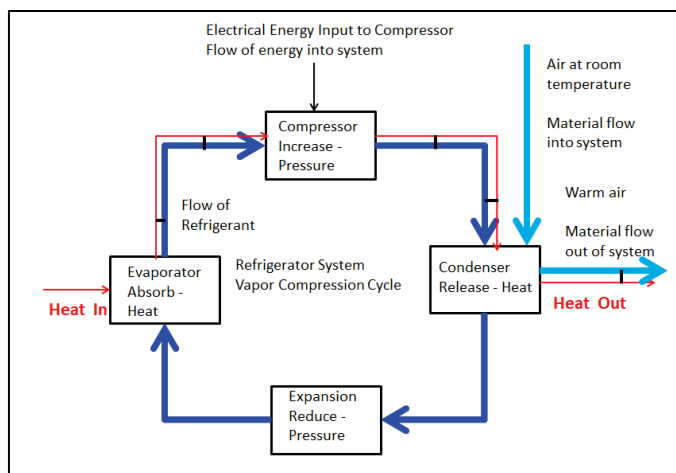 Electrical Energy Input to Compressor
Flow of energy into system
Air at room
temperature
Material flow
into system
Compressor
Increase -
Pressure
Warm air
Material flow
out of system
Flow of
Refrigerant
Evaporator
Absorb -
Heat
Refrigerator System
Vapor Compression Cycle
Condenser
Release - Heat
Heat In
Heat Out
Expansion
Reduce -
Pressure